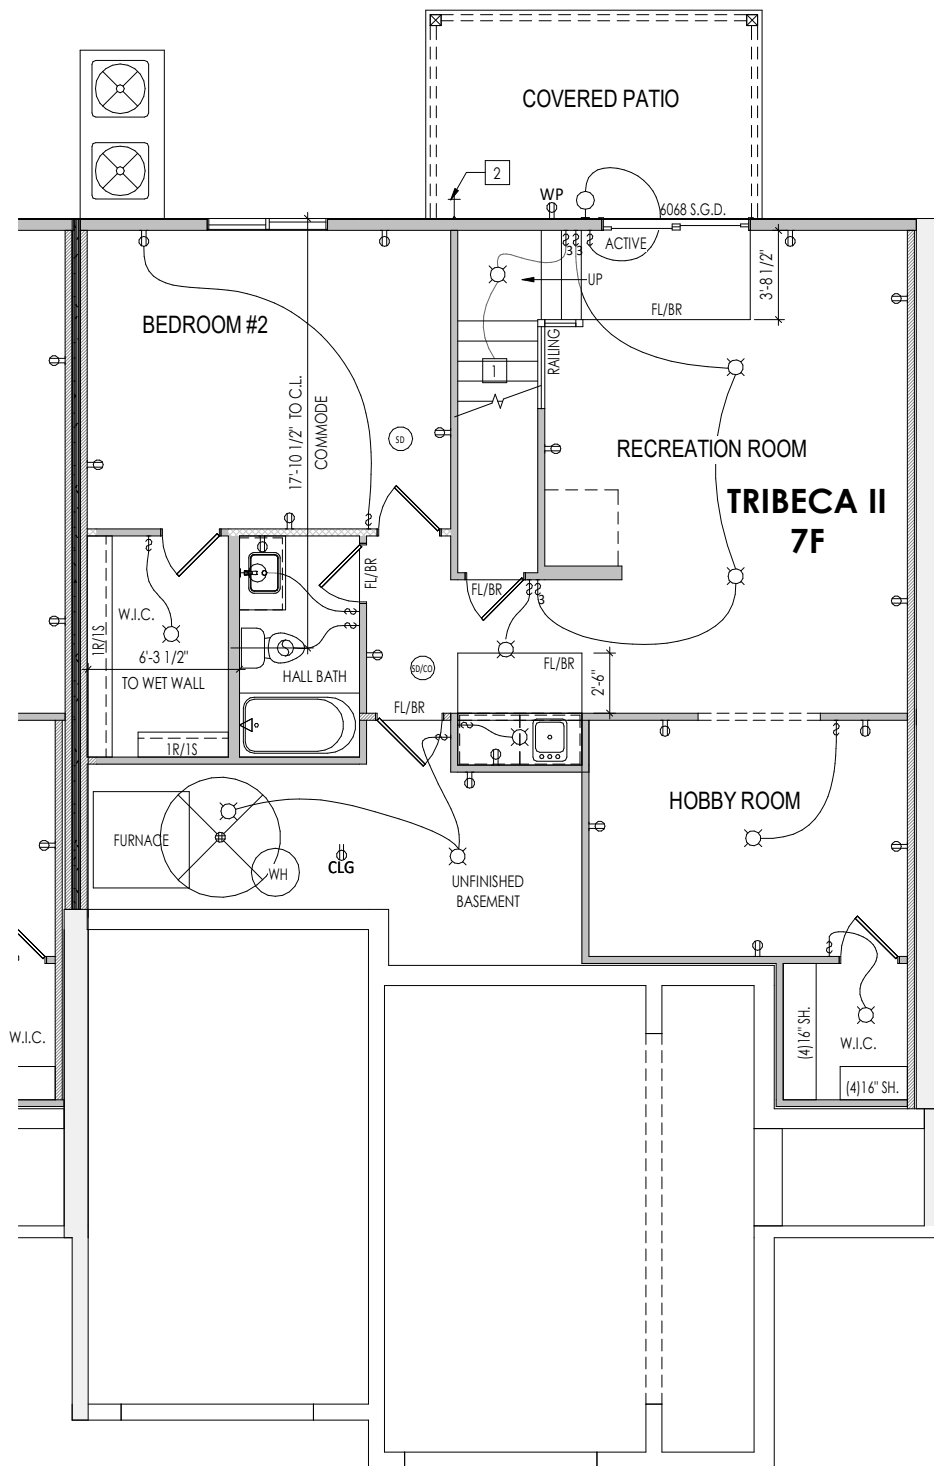 COVERED PATIO
2
WP
6068 S.G.D.
ACTIVE
3'-8 1/2"
UP
FL/BR
BEDROOM #2
RAILING
1
17'-10 1/2" TO C.L.
COMMODE
SD
RECREATION ROOM
TRIBECA II
7F
FL/BR
FL/BR
W.I.C.
1R/1S
6'-3 1/2"
TO WET WALL
HALL BATH
SD/CO
FL/BR
2'-6"
FL/BR
1R/1S
HOBBY ROOM
FURNACE
WH
CLG
UNFINISHED
BASEMENT
W.I.C.
(4)16" SH.
W.I.C.
(4)16" SH.
3
3
3